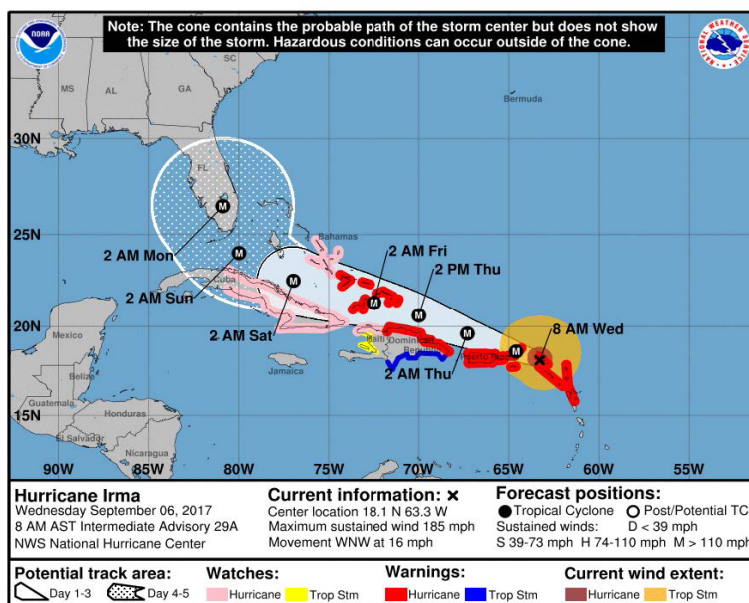 Note: The cone contains the probable path of the storm center but does not show
the size of the storm. Hazardous conditions can occur outside of the cone.
NOAA
NATIONAL WEATHER SERVICE
SC
MS
AL
GA
Bermuda
30N
FL
25N
2 AM Mon
Bahamas
2 AM Fri
2 PM Thu
2 AM Sun
Cuba
2 AM Sat
8 AM Wed
20N
Mexico
Haiti
Dominican
Republic
Puerto Rico
Jamaica
2 AM Thu
Belize
15N
Guatemala
Honduras
El Salvador
Nicaragua
90W
85W
80W
75W
70W
65W
60W
55W
Hurricane Irma
Wednesday September 06, 2017
8 AM AST Intermediate Advisory 29A
NWS National Hurricane Center
Current information: ×
Center location 18.1 N 63.3 W
Maximum sustained wind 185 mph
Movement WNW at 16 mph
Forecast positions:
Tropical Cyclone
Post/Potential TC
Sustained winds: D < 39 mph
S 39-73 mph H 74-110 mph M > 110 mph
Potential track area:
Day 1-3
Day 4-5
Watches:
Hurricane
Trop Stm
Warnings:
Hurricane
Trop Stm
Current wind extent:
Hurricane
Trop Stm
M
M
M
M
M
M
M